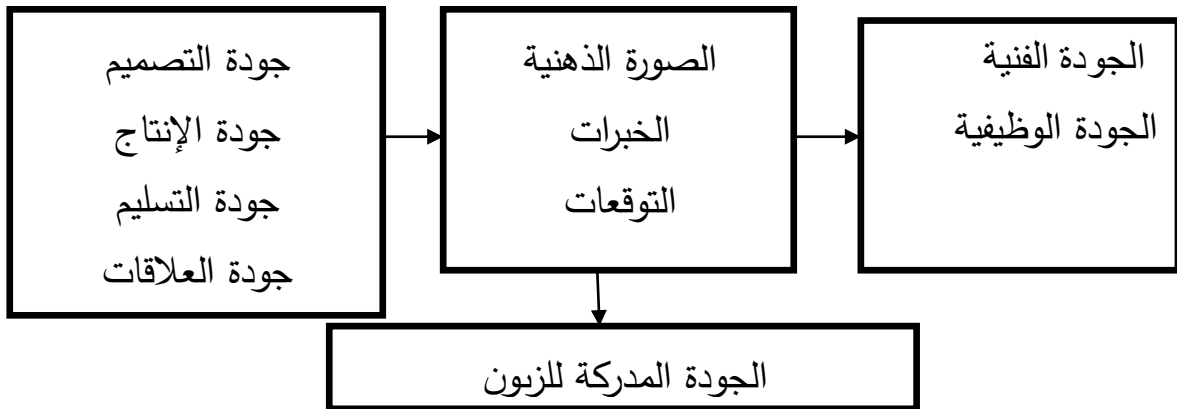 جودة التصميم
جودة الإنتاج
جودة التسليم
جودة العلاقات
الصورة الذهنية
الخبرات
التوقعات
الجودة الفنية
الجودة الوظيفية
الجودة المدركة للزبون